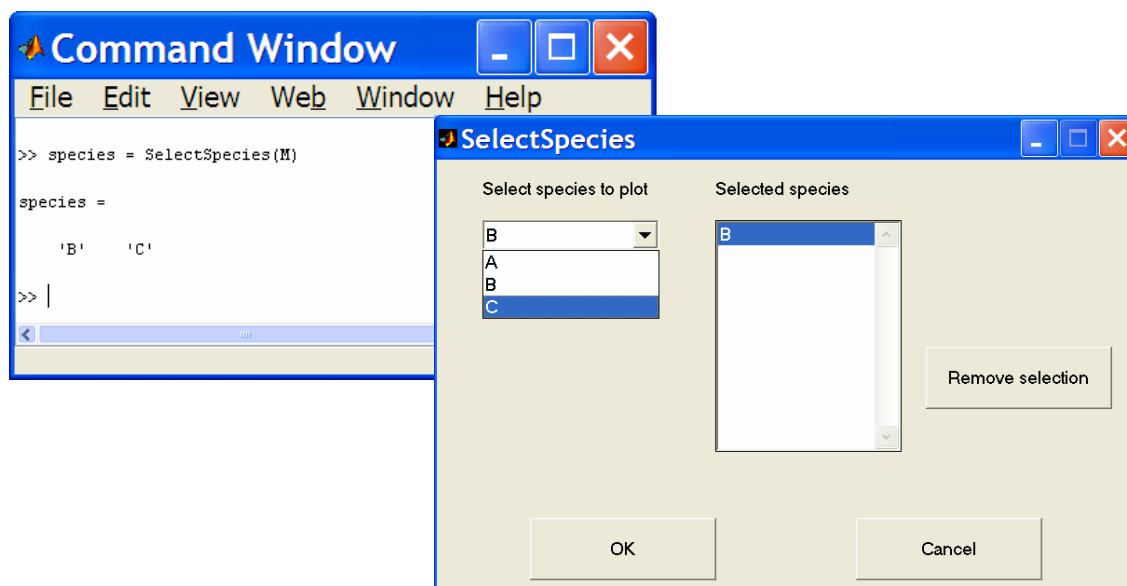 Command Window
File Edit View Web Window Help
>> species = SelectSpecies(M)
species =
'B' 'C'
>>
SelectSpecies
Select species to plot Selected species
B
A
B
C
B
Remove selection
OK Cancel